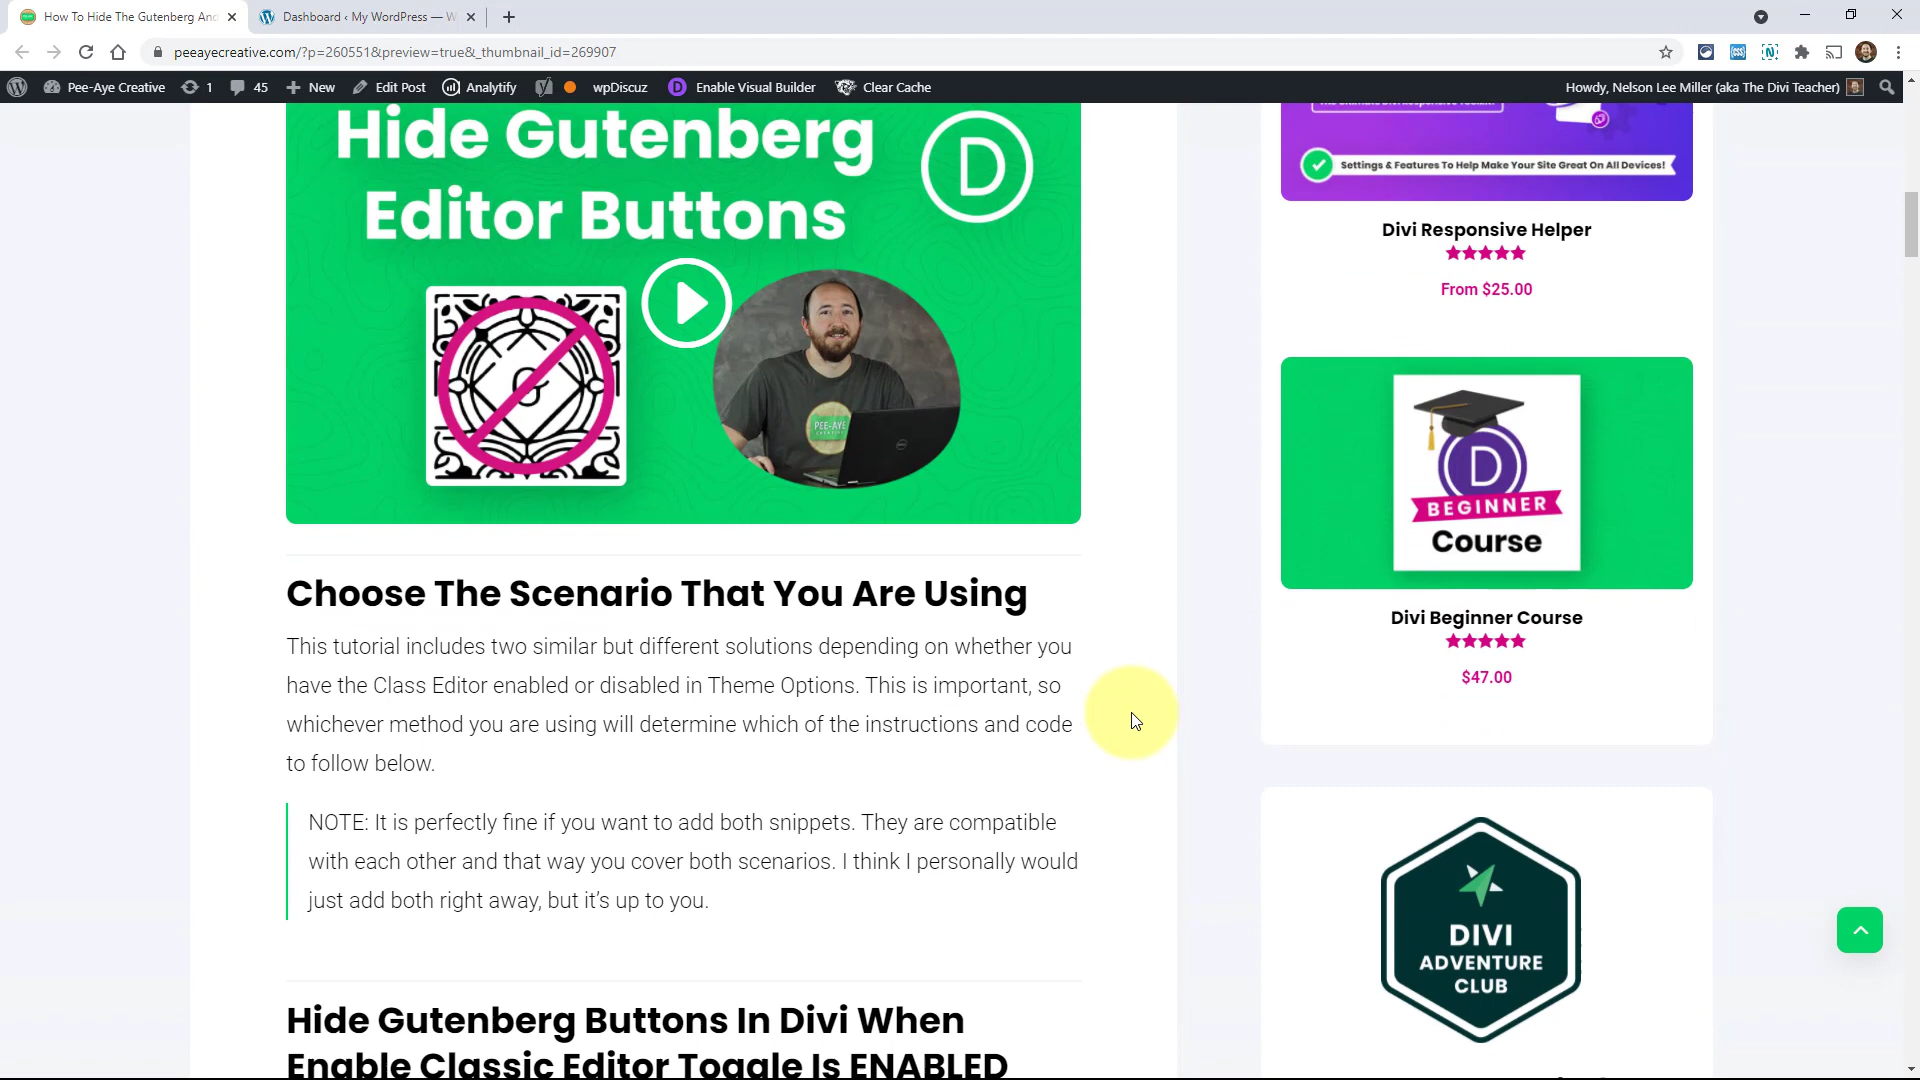 How To Hide The Gutenberg And
Dashboard ‹ My WordPress — W
peeayecreative.com/?p=260551&preview=true&_thumbnail_id=269907
Pee-Aye Creative
1
45
New
Edit Post
Analytify
wpDiscuz
Enable Visual Builder
Clear Cache
Howdy, Nelson Lee Miller (aka The Divi Teacher)
Hide Gutenberg
Editor Buttons
D
G
PEE-AYE
CREATIVE
Choose The Scenario That You Are Using
This tutorial includes two similar but different solutions depending on whether you
have the Class Editor enabled or disabled in Theme Options. This is important, so
whichever method you are using will determine which of the instructions and code
to follow below.
NOTE: It is perfectly fine if you want to add both snippets. They are compatible
with each other and that way you cover both scenarios. I think I personally would
just add both right away, but it’s up to you.
Hide Gutenberg Buttons In Divi When
Enable Classic Editor Toggle Is ENABLED
Settings & Features To Help Make Your Site Great On All Devices!
Divi Responsive Helper
From $25.00
D
BEGINNER
Course
Divi Beginner Course
$47.00
DIVI
ADVENTURE
CLUB